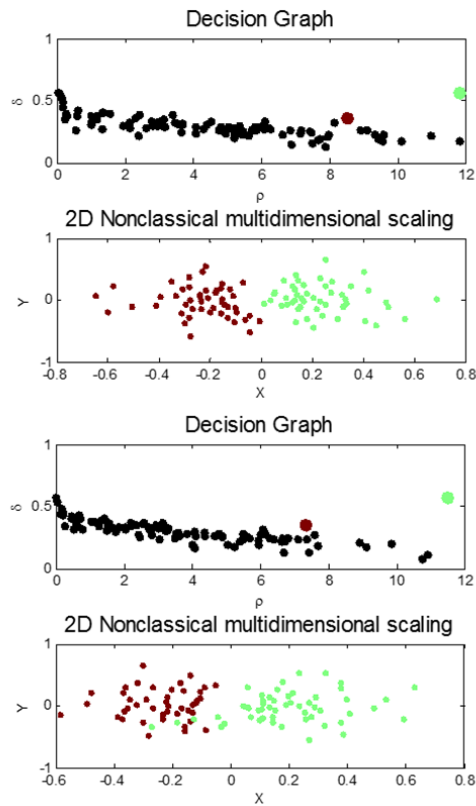 Decision Graph
1
δ
0.5
0
0 2 4 6 8 10 12
ρ
2D Nonclassical multidimensional scaling
1
Y
0
-1
-0.8 -0.6 -0.4 -0.2 0 0.2 0.4 0.6 0.8
X
Decision Graph
1
δ
0.5
0
0 2 4 6 8 10 12
ρ
2D Nonclassical multidimensional scaling
1
Y
0
-1
-0.6 -0.4 -0.2 0 0.2 0.4 0.6 0.8
X